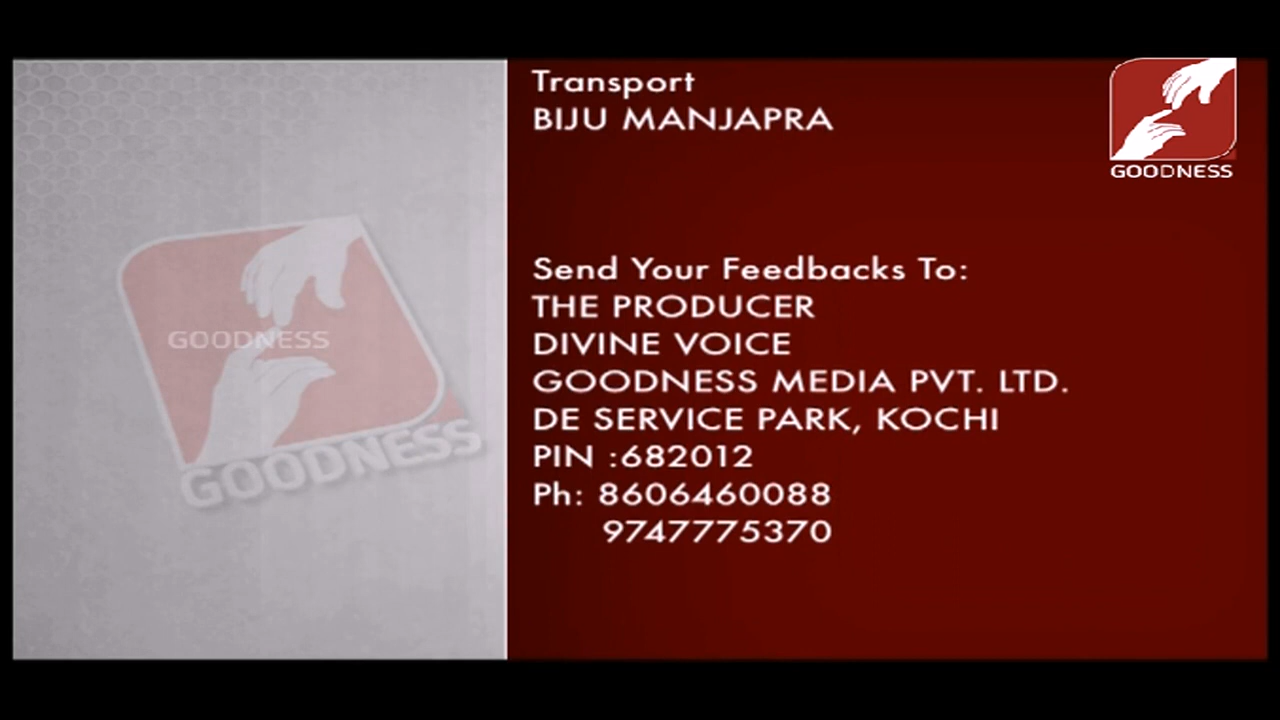 Transport
BIJU MANJAPRA
GOODNESS
Send Your Feedbacks To:
THE PRODUCER
DIVINE VOICE
GOODNESS MEDIA PVT. LTD.
DE SERVICE PARK, KOCHI
PIN :682012
Ph: 8606460088
9747775370
GOODNESS
GOODNESS